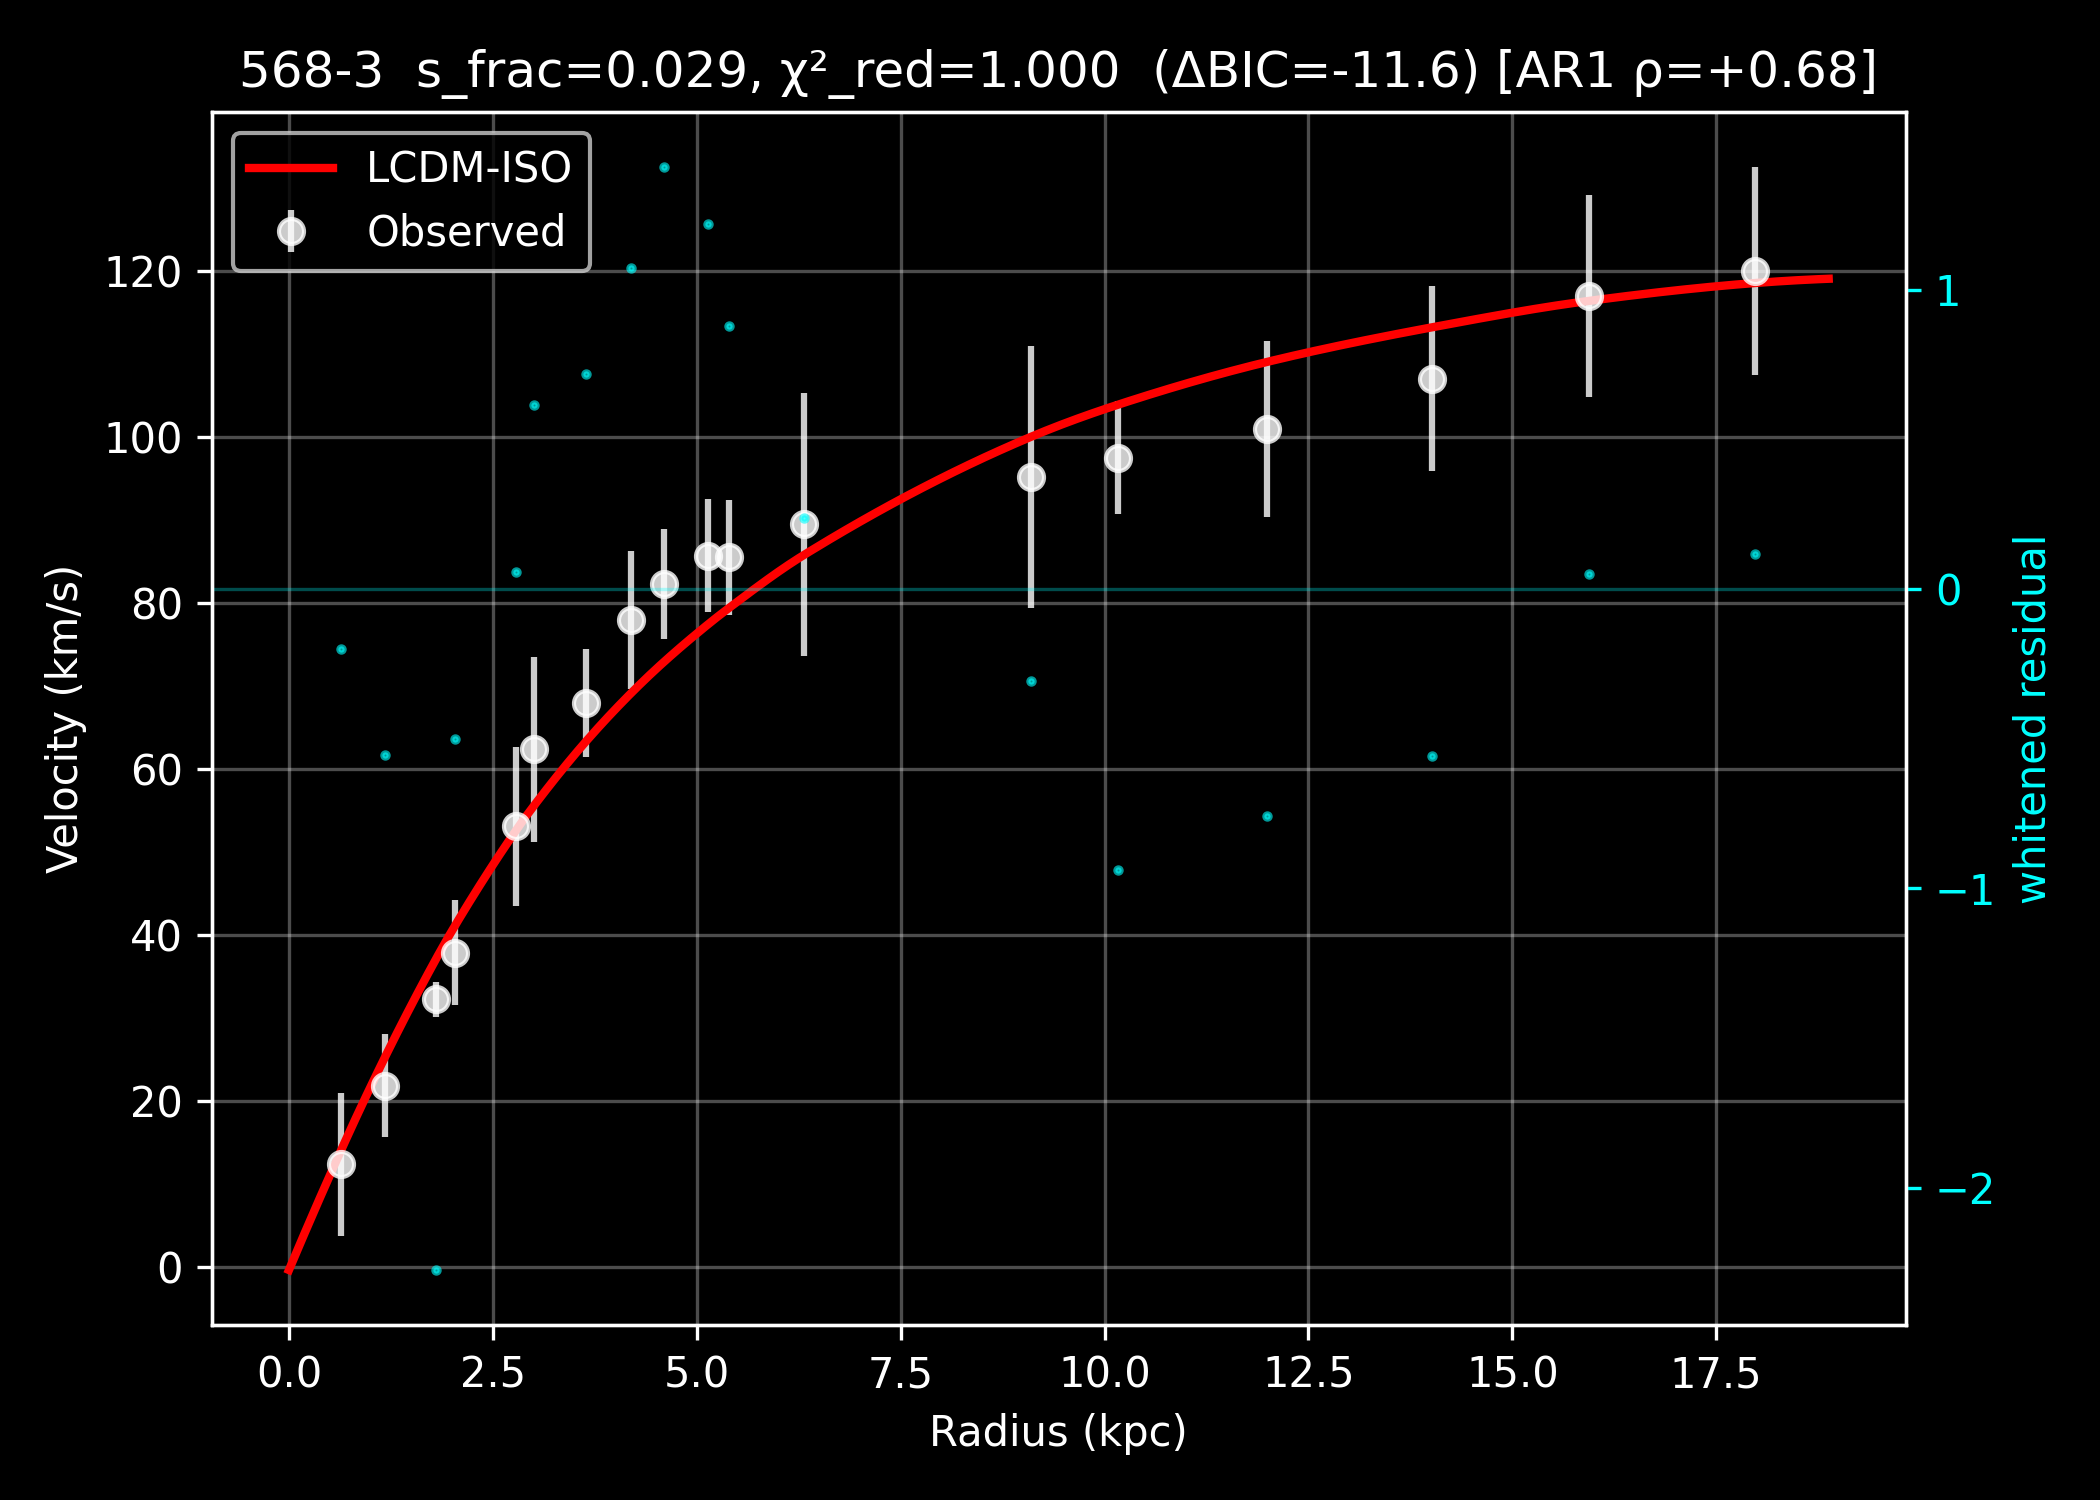 568-3  s_frac=0.029, χ²_red=1.000  (ΔBIC=-11.6) [AR1 ρ=+0.68]
LCDM-ISO
Observed
120
100
80
60
40
20
0
Velocity (km/s)
1
0
−1
−2
whitened residual
0.0 2.5 5.0 7.5 10.0 12.5 15.0 17.5
Radius (kpc)